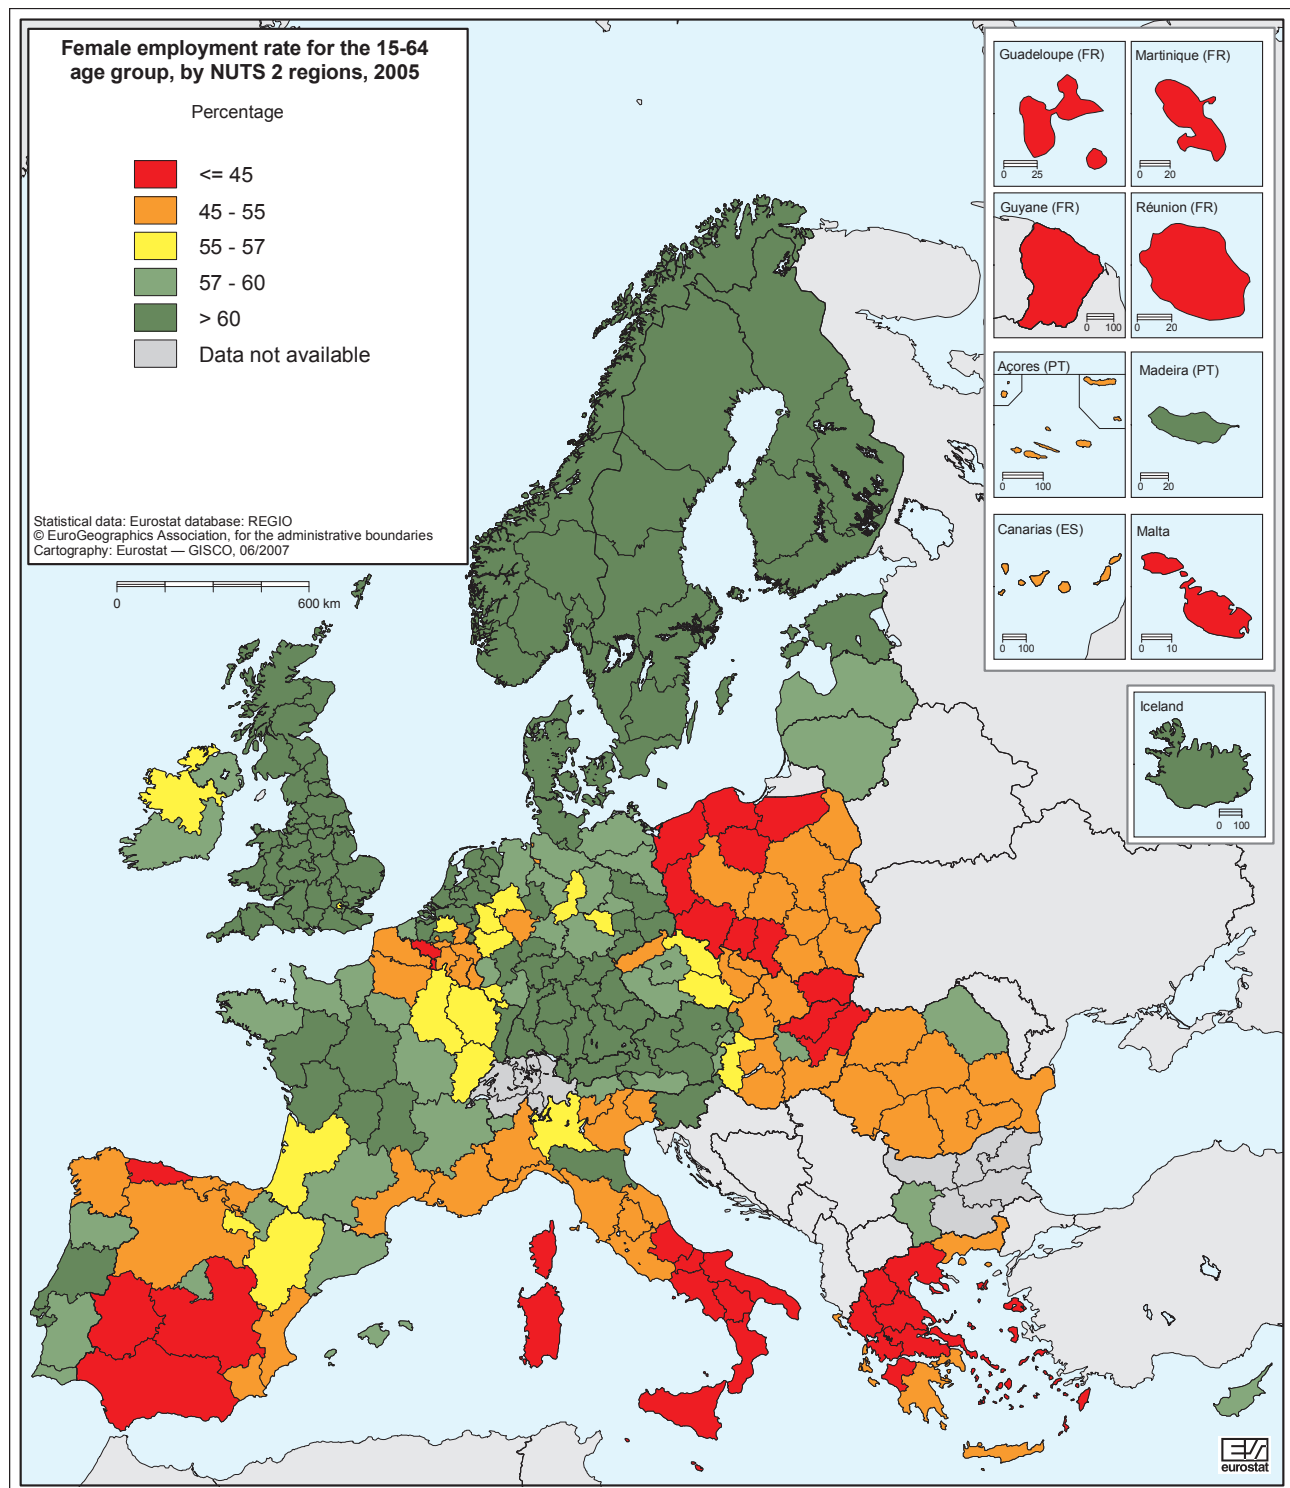 Female employment rate for the 15-64
age group, by NUTS 2 regions, 2005
Percentage
<= 45
45 - 55
55 - 57
57 - 60
> 60
Data not available
Statistical data: Eurostat database: REGIO
© EuroGeographics Association, for the administrative boundaries
Cartography: Eurostat — GISCO, 06/2007
0 600 km
Guadeloupe (FR)
0 25
Martinique (FR)
0 20
Guyane (FR)
0 100
Réunion (FR)
0 20
Açores (PT)
0 100
Madeira (PT)
0 20
Canarias (ES)
0 100
Malta
0 10
Iceland
0 100
eurostat